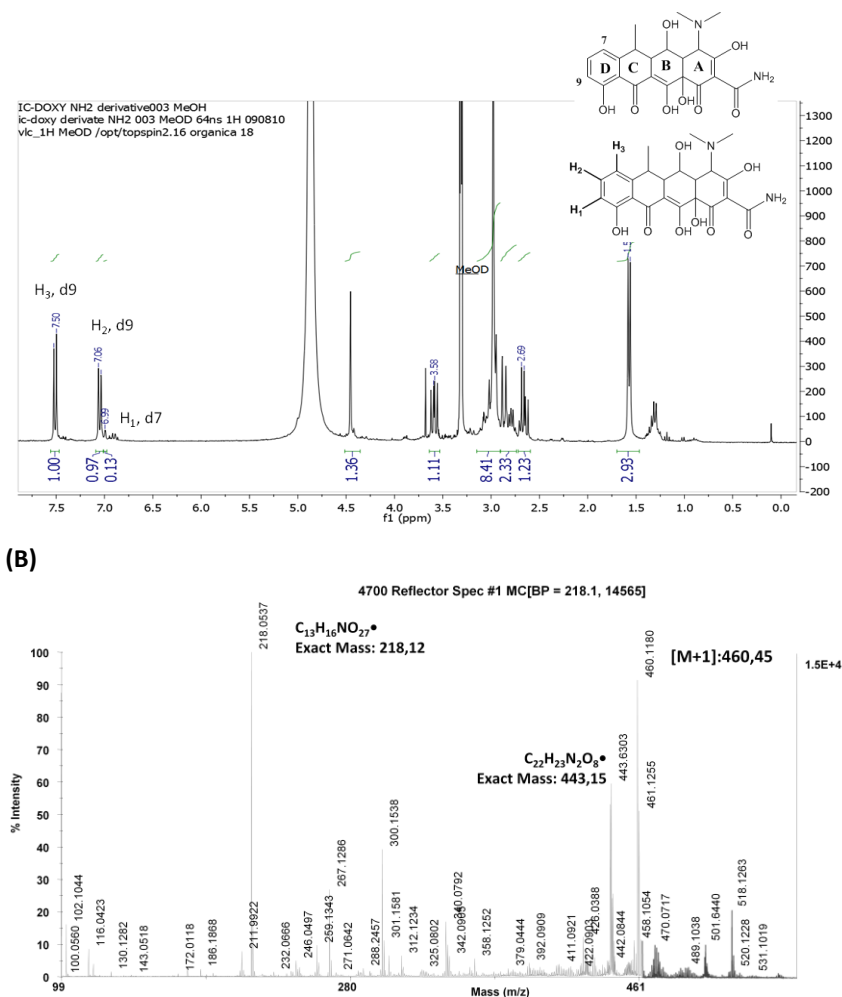 OH
N
7
OH
D
C
B
A
9
NH₂
OH
OH
O
OH
O
O
IC-DOXY NH2 derivative003 MeOH
ic-doxy derivate NH2 003 MeOD 64ns 1H 090810
vlc_1H MeOD /opt/topspin2.16 organica 18
H₃
OH
N
H₂
OH
NH₂
H₁
OH
OH
O
OH
O
O
1300
1200
1100
1000
900
800
700
600
500
400
300
200
100
0
-100
-200
MeOD
H₃, d9
H₂, d9
H₁, d7
7.50
7.06
6.99
3.58
2.69
1.00
0.97
0.13
1.36
1.11
8.41
2.33
1.23
2.93
7.5 7.0 6.5 6.0 5.5 5.0 4.5 4.0 3.5 3.0 2.5 2.0 1.5 1.0 0.5 0.0
f1 (ppm)
(B)
4700 Reflector Spec #1 MC[BP = 218.1, 14565]
C₁₃H₁₆NO₂₇•
Exact Mass: 218,12
[M+1]:460,45
1.5E+4
C₂₂H₂₃N₂O₈•
Exact Mass: 443,15
% Intensity
100
90
80
70
60
50
40
30
20
10
0
100.0560
102.1044
116.0423
130.1282
143.0518
172.0118
186.1868
211.9922
218.0537
232.0666
246.0497
259.1343
267.1286
271.0642
288.2457
300.1538
301.1581
312.1234
325.0802
342.0993
358.1252
379.0444
392.0909
411.0921
422.0903
426.0388
442.0844
443.6303
458.1054
460.1180
461.1255
470.0717
489.1038
501.6440
518.1263
520.1228
531.1019
99 280 461
Mass (m/z)